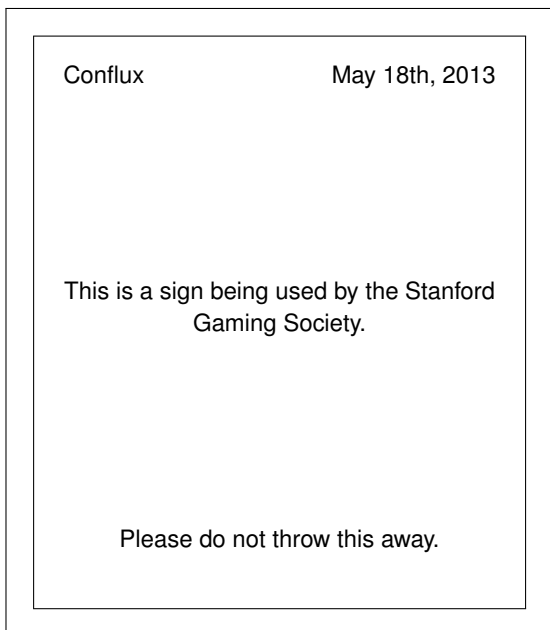 Conflux May 18th, 2013
This is a sign being used by the Stanford
Gaming Society.
Please do not throw this away.